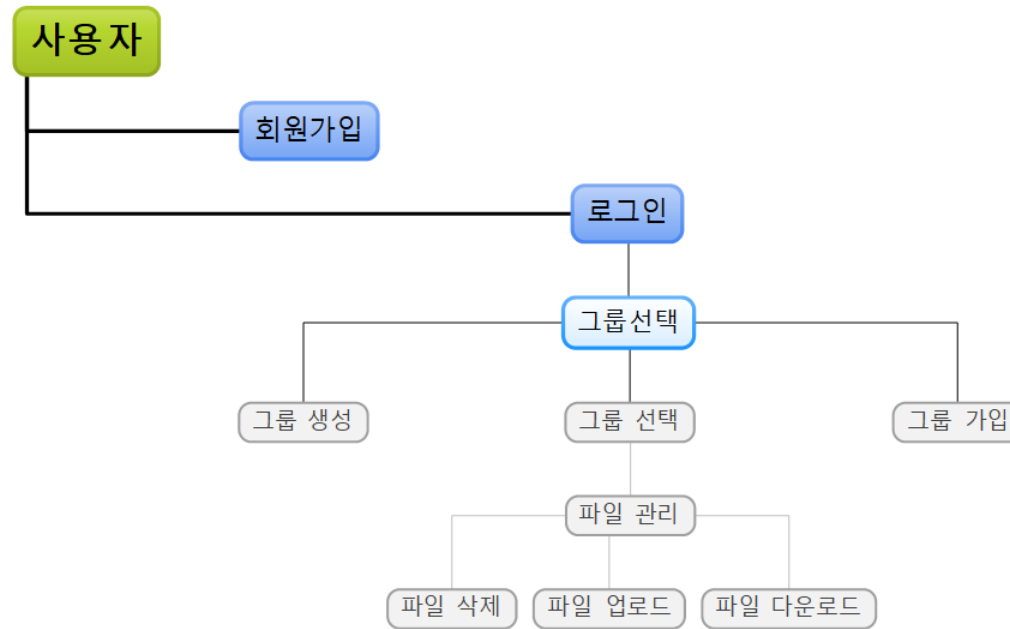 사용자
회원가입
로그인
그룹선택
그룹 생성
그룹 선택
그룹 가입
파일 관리
파일 삭제
파일 업로드
파일 다운로드